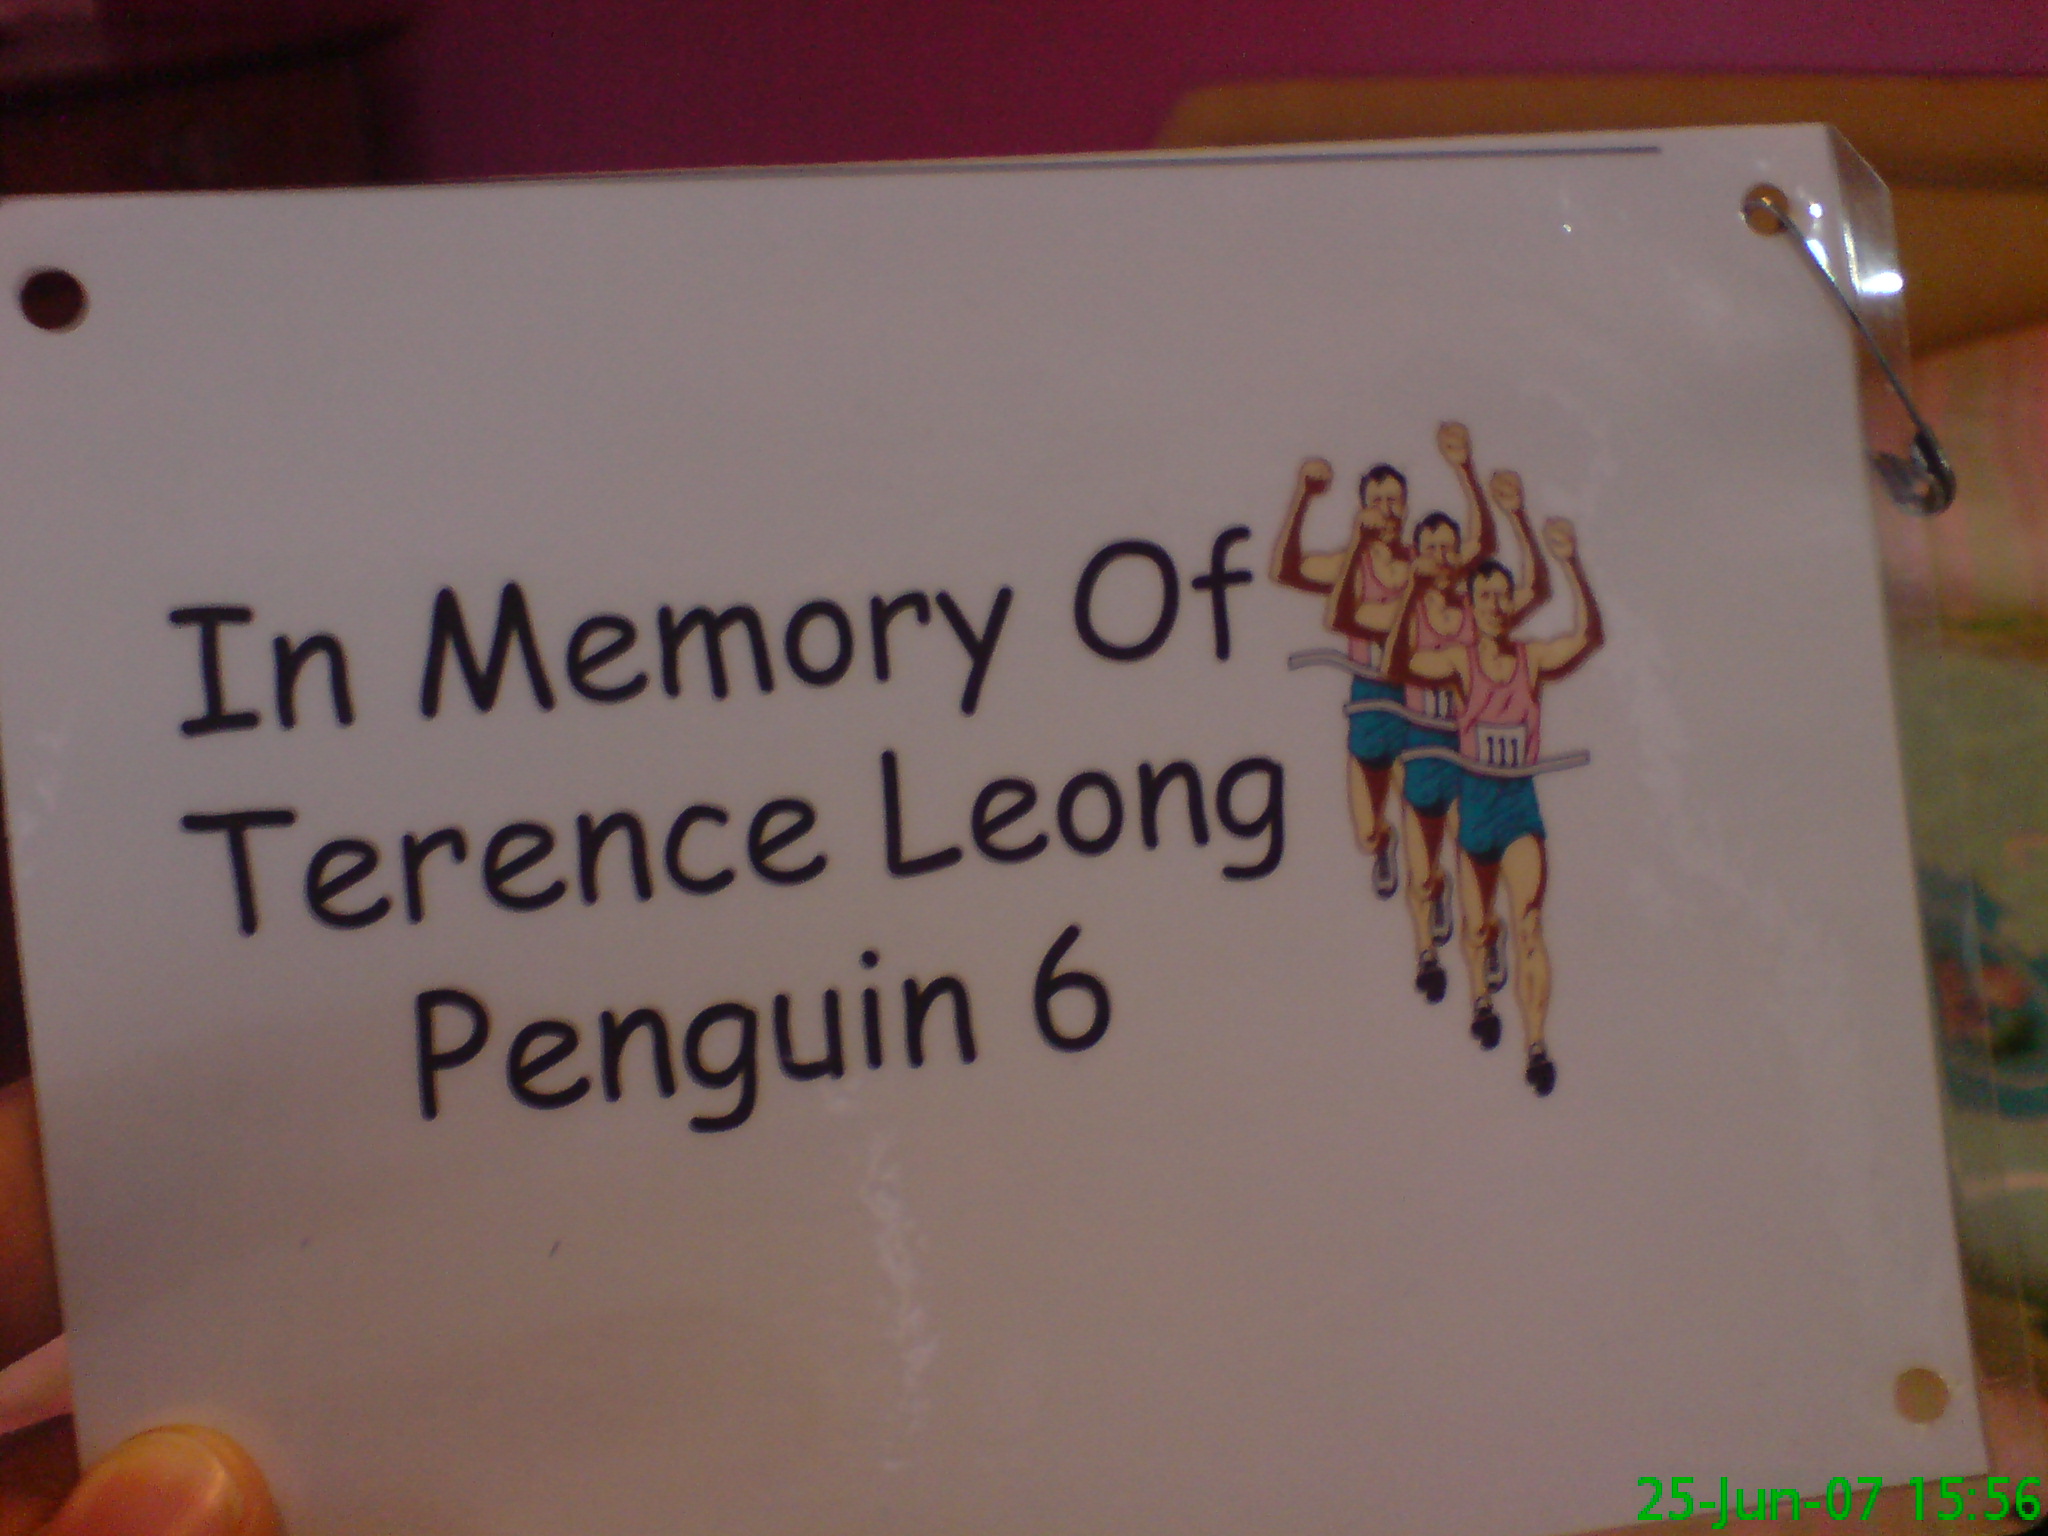 In Memory Of
Terence Leong
Penguin 6
111
25-Jun-07 15:56